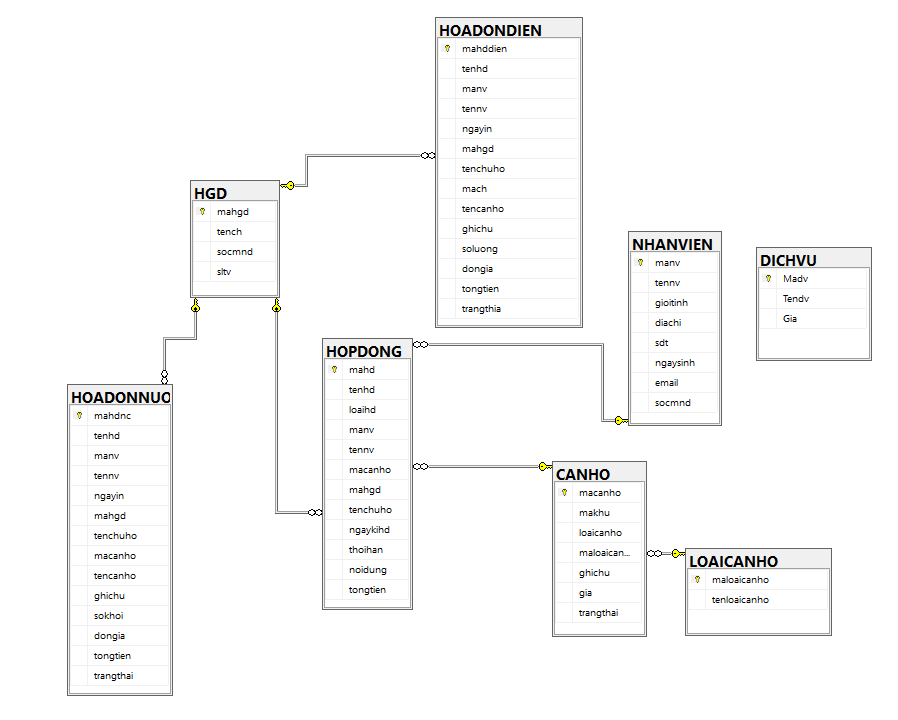 HOADONDIEN
mahddien
tenhd
manv
tennv
ngayin
mahgd
tenchuho
mach
tencanho
ghichu
soluong
dongia
tongtien
trangthia
HGD
mahgd
tench
socmnd
sltv
NHANVIEN
manv
tennv
gioitinh
diachi
sdt
ngaysinh
email
socmnd
DICHVU
Madv
Tendv
Gia
HOPDONG
mahd
tenhd
loaihd
manv
tennv
macanho
mahgd
tenchuho
ngaykihd
thoihan
noidung
tongtien
HOADONNUO
mahdnc
tenhd
manv
tennv
ngayin
mahgd
tenchuho
macanho
tencanho
ghichu
sokhoi
dongia
tongtien
trangthai
CANHO
macanho
makhu
loaicanho
maloaican...
ghichu
gia
trangthai
LOAICANHO
maloaicanho
tenloaicanho